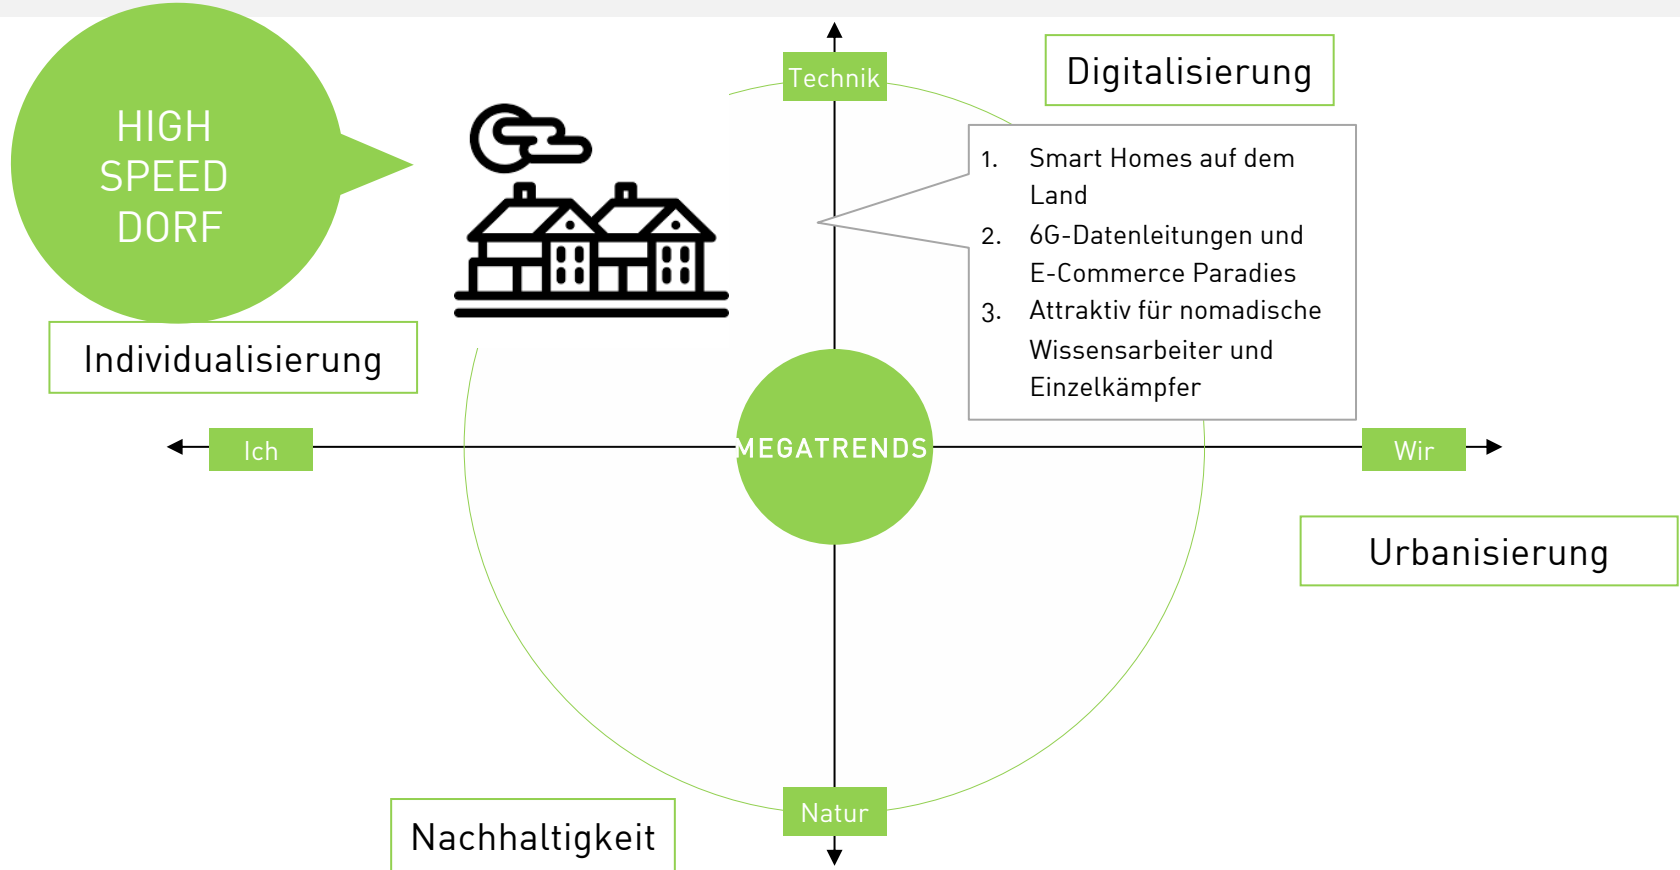 HIGH
SPEED
DORF
Technik
Digitalisierung
1. Smart Homes auf dem
Land
2. 6G-Datenleitungen und
E-Commerce Paradies
3. Attraktiv für nomadische
Wissensarbeiter und
Einzelkämpfer
Individualisierung
Ich
MEGATRENDS
Wir
Urbanisierung
Natur
Nachhaltigkeit